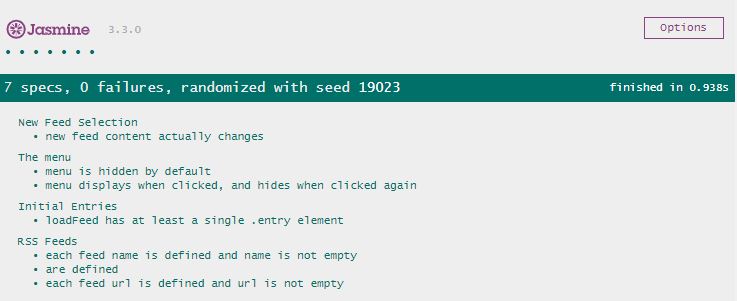 Jasmine 3.3.0 Options
7 specs, 0 failures, randomized with seed 19023 finished in 0.938s
New Feed Selection
• new feed content actually changes
The menu
• menu is hidden by default
• menu displays when clicked, and hides when clicked again
Initial Entries
• loadFeed has at least a single .entry element
RSS Feeds
• each feed name is defined and name is not empty
• are defined
• each feed url is defined and url is not empty